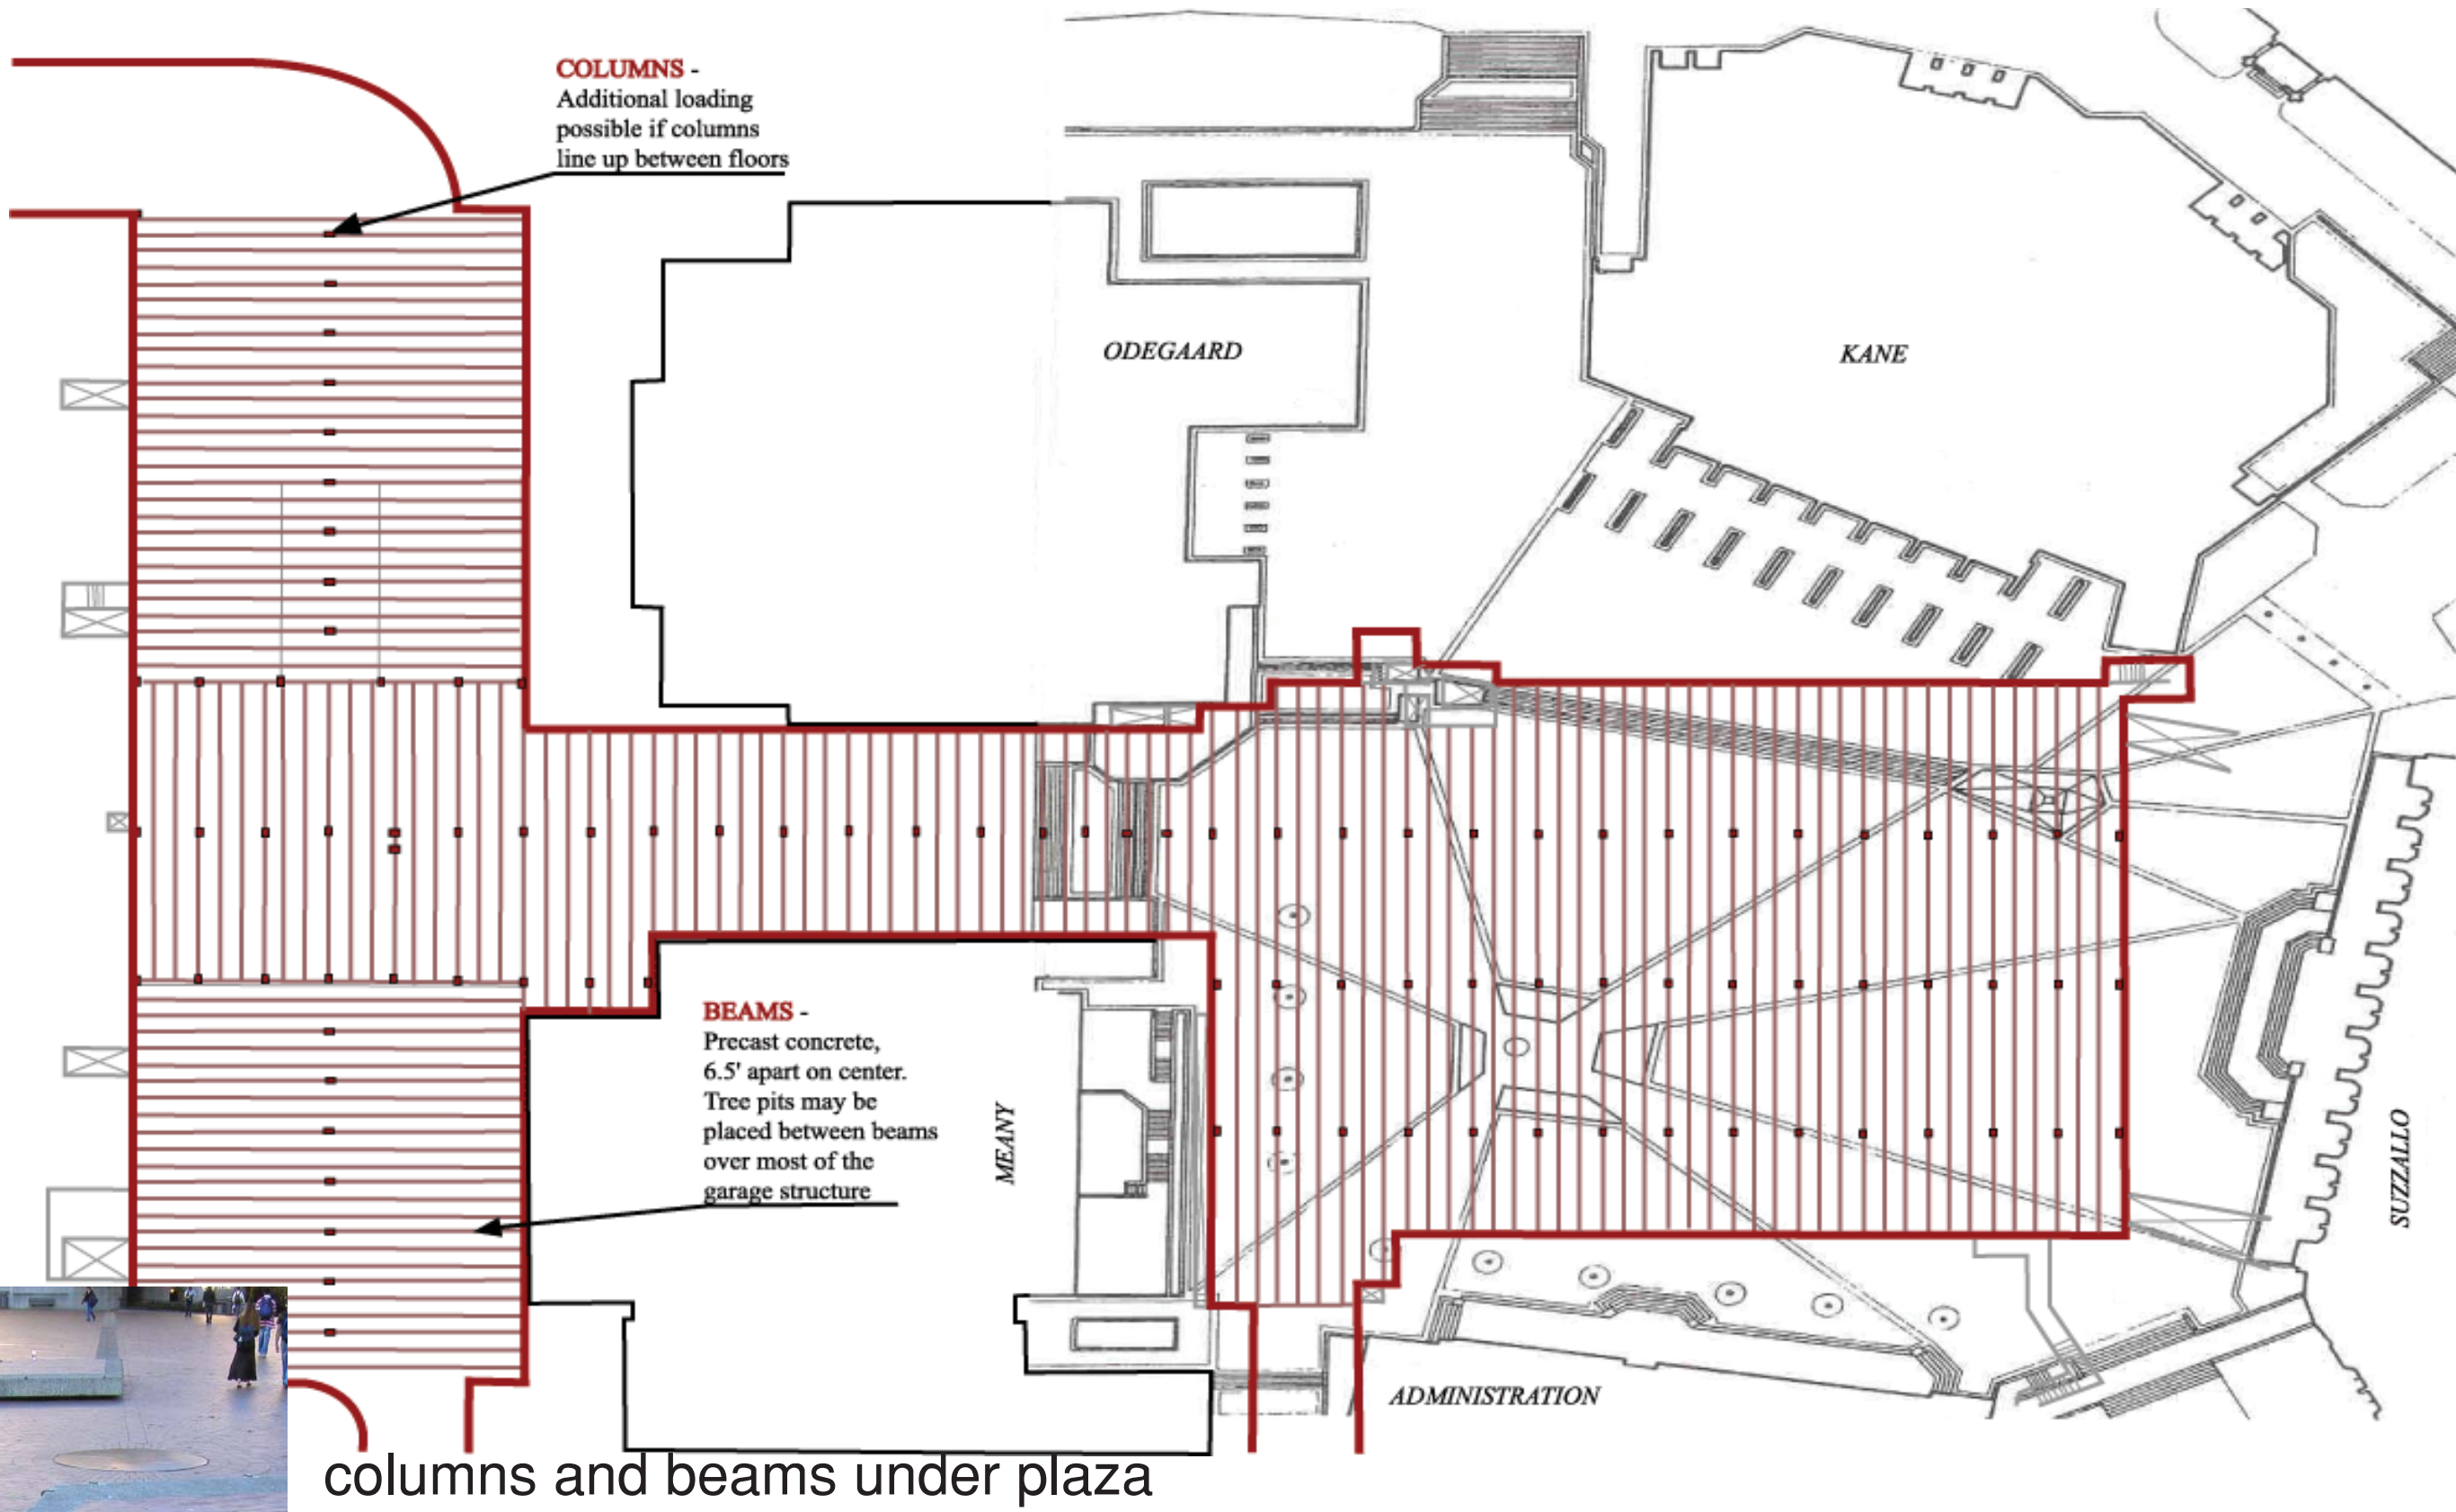 COLUMNS -
Additional loading
possible if columns
line up between floors
ODEGAARD
KANE
BEAMS -
Precast concrete,
6.5' apart on center.
Tree pits may be
placed between beams
over most of the
garage structure
MEANY
SUZZALLO
ADMINISTRATION
columns and beams under plaza